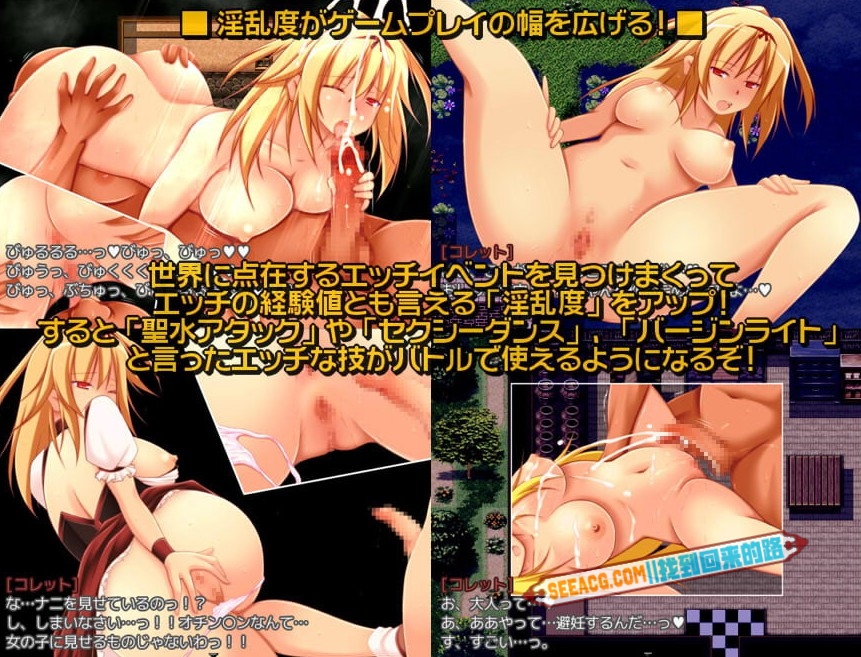 ■ 淫乱度がゲームプレイの幅を広げる! ■
びゅるるる…っ♥びゅっ、びゅっ♥♥
[コレット]
世界に点在するエッチイベントを見つけまくって
エッチの経験値とも言える「淫乱度」をアップ!
すると「聖水アタック」や「セクシーダンス」、「バージンライト」
と言ったエッチな技がバトルで使えるようになるぞ!
[コレット]
な…ナニを見せているのっ!?
し、しまいなさい…っ!!オチン○ンなんて…
女の子に見せるものじゃないわっ!!
[コレット]
お、大人って…
あ、ああやって…避妊するんだ…っ♥
す、すごい…っ。
SEEACG.COM||找到回来的路